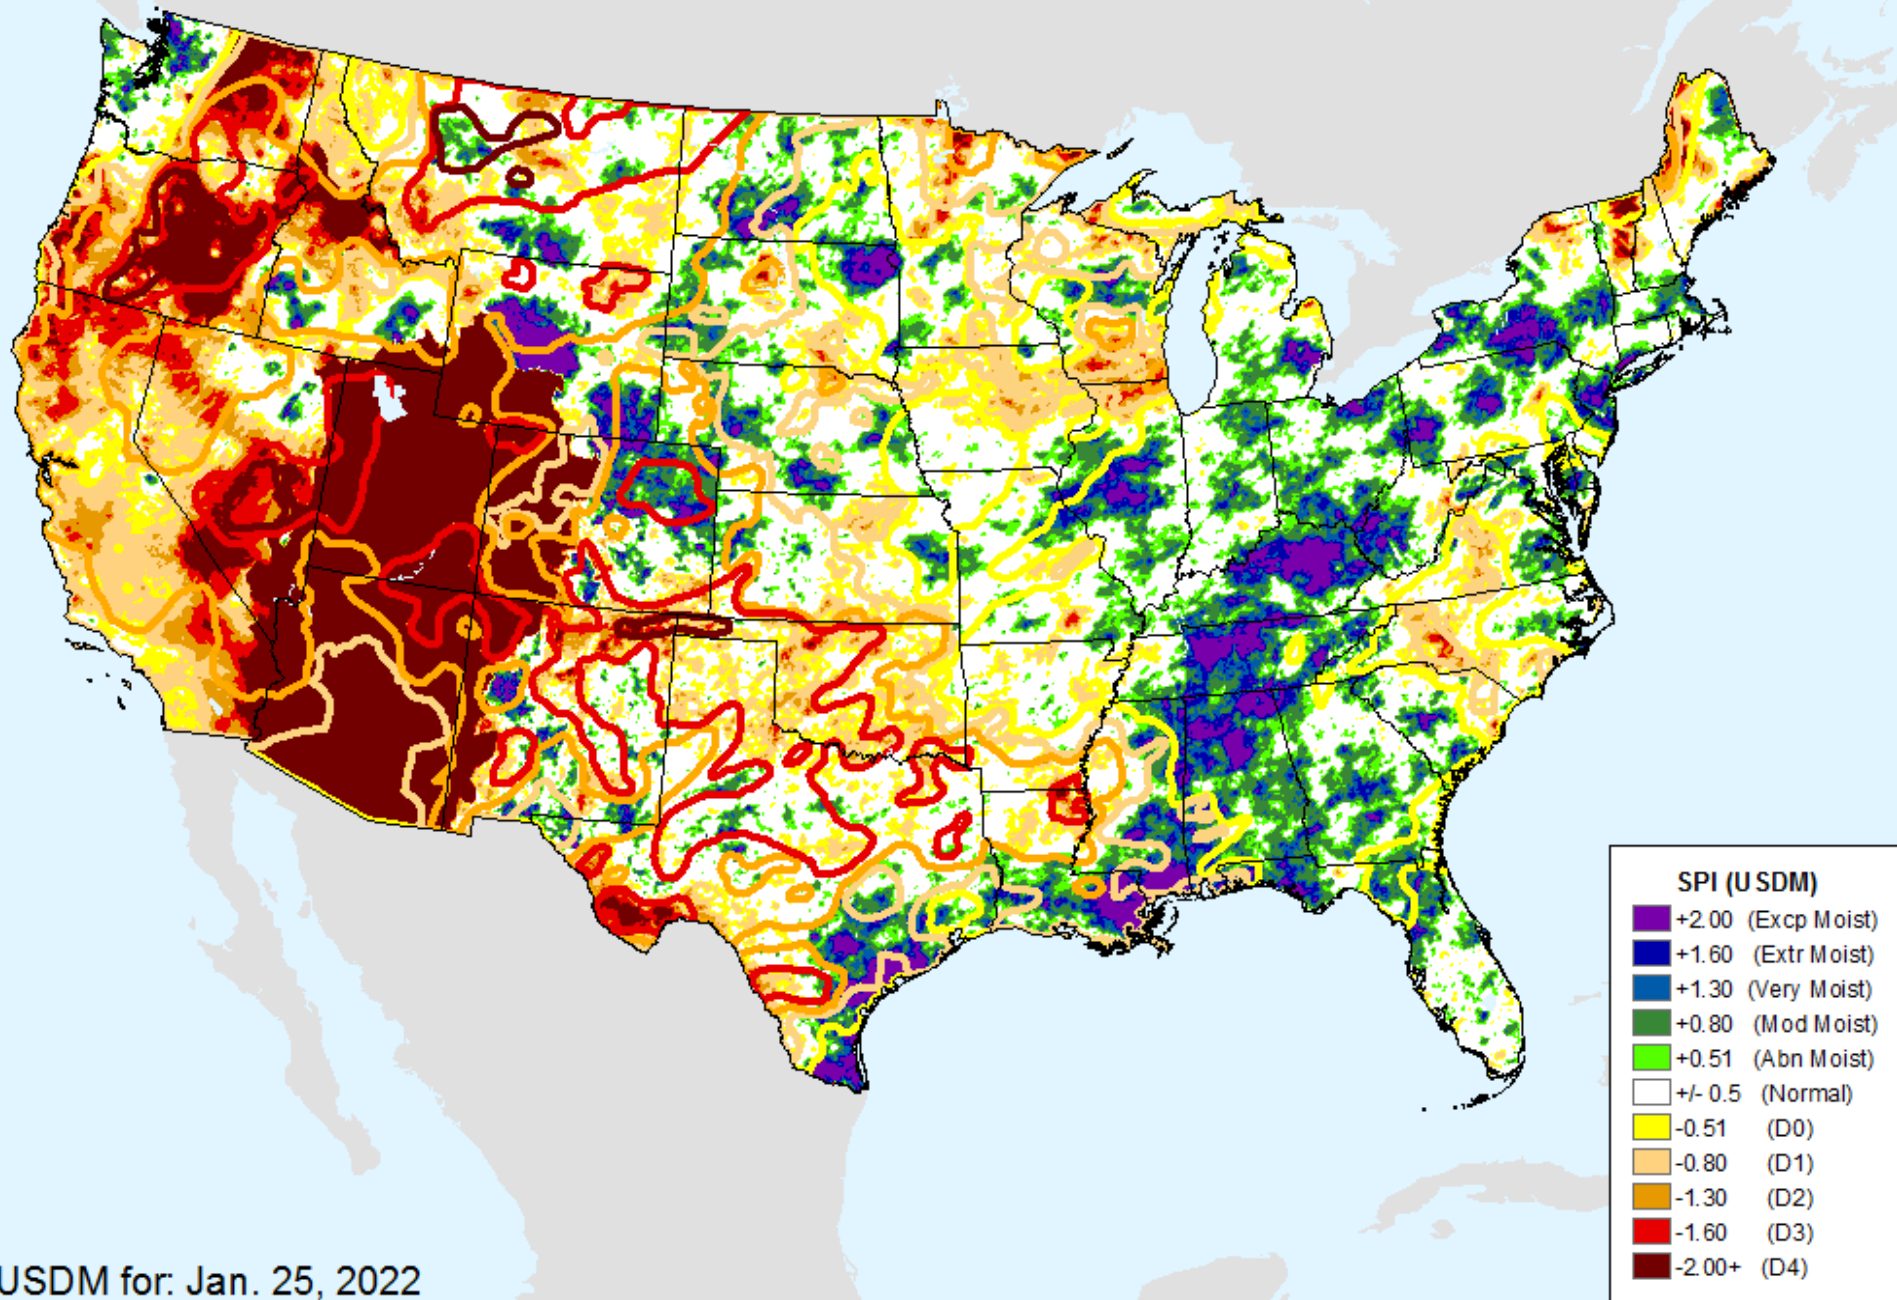 SPI (USDM)
+2.00 (Excp Moist)
+1.60 (Extr Moist)
+1.30 (Very Moist)
+0.80 (Mod Moist)
+0.51 (Abn Moist)
+/- 0.5 (Normal)
-0.51 (D0)
-0.80 (D1)
-1.30 (D2)
-1.60 (D3)
-2.00+ (D4)
USDM for: Jan. 25, 2022